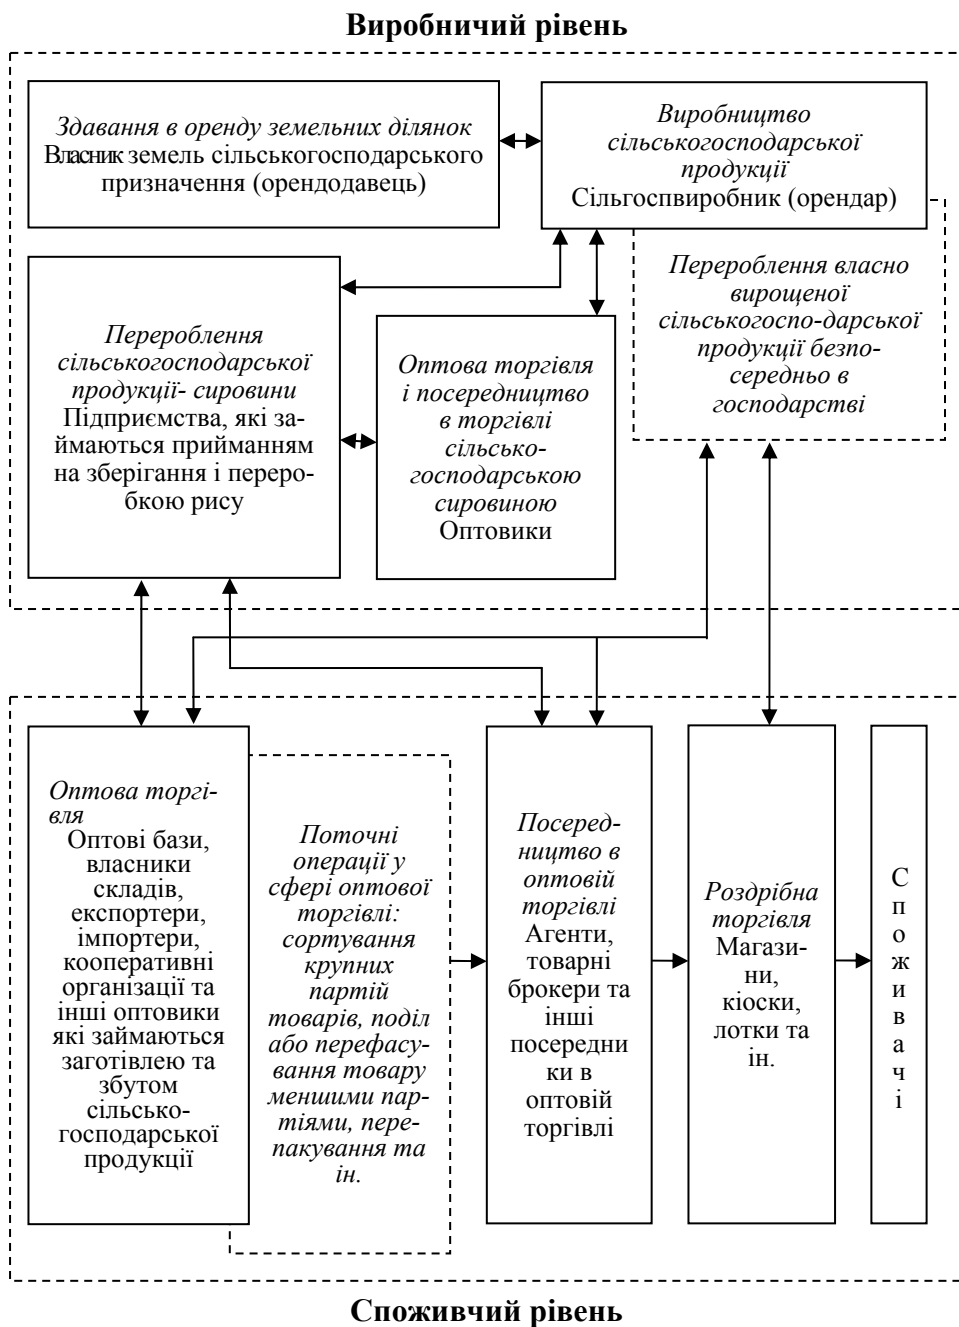 Виробничий рівень
Здавання в оренду земельних ділянок
Власник земель сільськогосподарського
призначення (орендодавець)
Виробництво
сільськогосподарської
продукції
Сільгоспвиробник (орендар)
Перероблення власно
вирощеної
сільськогоспо-дарської
продукції безпо-
середньо в
господарстві
Перероблення
сільськогосподарської
продукції- сировини
Підприємства, які за-
ймаються прийманням
на зберігання і переро-
бкою рису
Оптова торгівля
і посередництво
в торгівлі
сільсько-
господарською
сировиною
Оптовики
Оптова торгі-
вля
Оптові бази,
власники
складів,
експортери,
імпортери,
кооперативні
організації та
інші оптовики
які займаються
заготівлею та
збутом
сільсько-
господарської
продукції
Поточні
операції у
сфері оптової
торгівлі:
сортування
крупних
партій
товарів, поділ
або перефасу-
вання товару
меншими пар-
тіями, пере-
пакування та
ін.
Посеред-
ництво в
оптовій
торгівлі
Агенти,
товарні
брокери та
інші
посередни
ки в
оптовій
торгівлі
Роздрібна
торгівля
Магази-
ни,
кіоски,
лотки та
ін.
С
п
о
ж
и
в
а
ч
і
Споживчий рівень